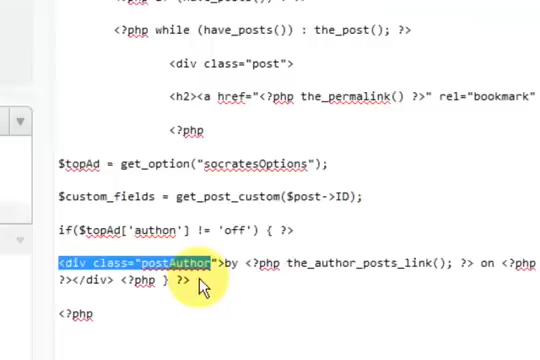 <?php while (have_posts()) : the_post(); ?>
<div class="post">
<h2><a href="<?php the_permalink() ?>" rel="bookmark"
<?php
$topAd = get_option("socratesOptions");
$custom_fields = get_post_custom($post->ID);
if($topAd['authon'] != 'off') { ?>
<div class="postAuthor">by <?php the_author_posts_link(); ?> on <?php
?></div> <?php } ?>
<?php